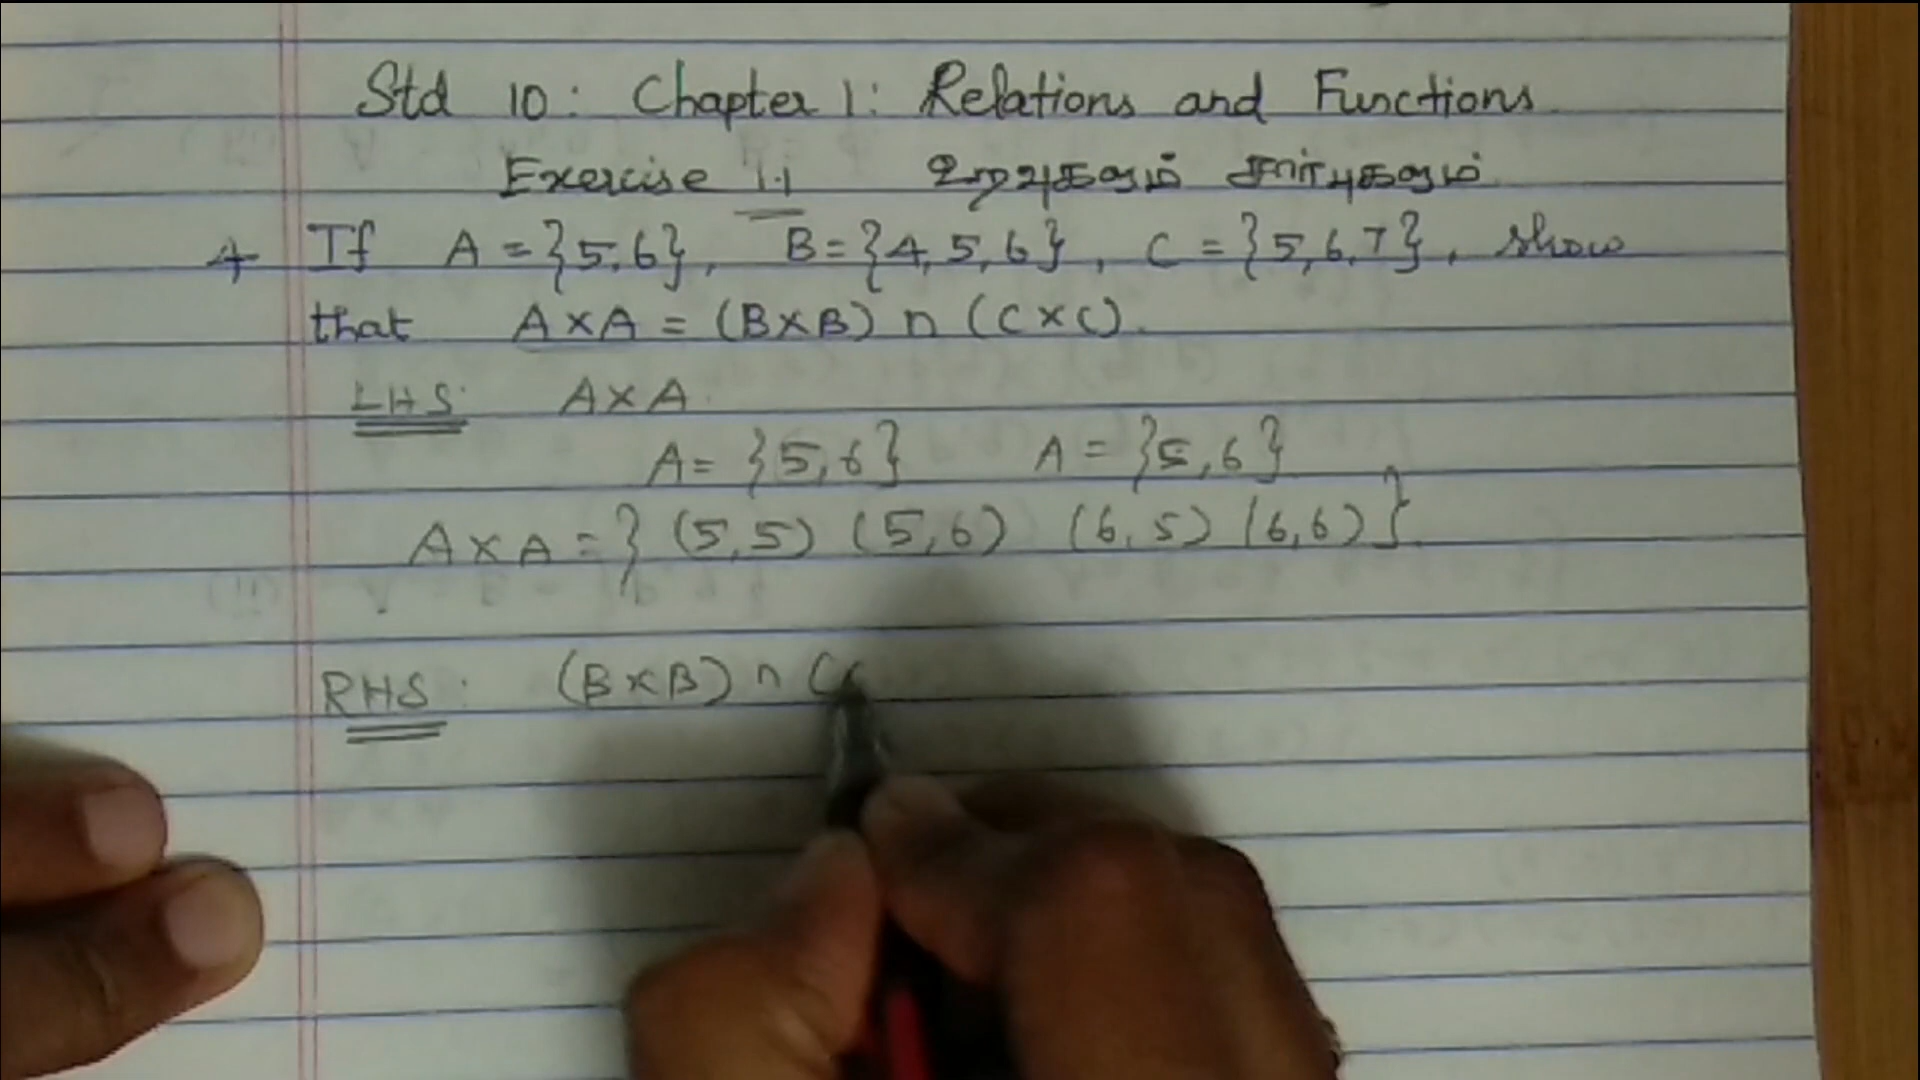 Std 10: Chapter 1: Relations and Functions
Exercise 1.1 உறவுகளும் சார்புகளும்
4 If A = {5,6}, B = {4,5,6}, C = {5,6,7}, show
that A×A = (B×B) ∩ (C×C).
LHS: A×A
A = {5,6} A = {5,6}
A×A = { (5,5) (5,6) (6,5) (6,6) }
RHS: (B×B) ∩ (C